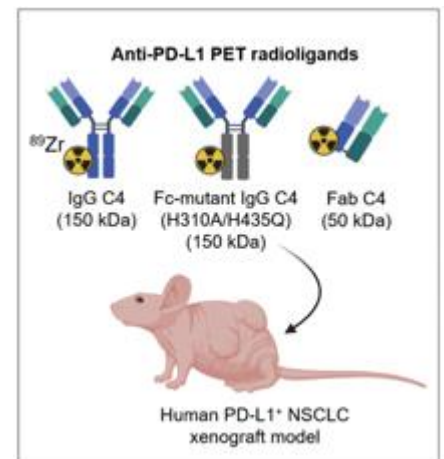 Anti-PD-L1 PET radioligands
⁸⁹Zr
IgG C4
(150 kDa)
Fc-mutant IgG C4
(H310A/H435Q)
(150 kDa)
Fab C4
(50 kDa)
Human PD-L1⁺ NSCLC
xenograft model